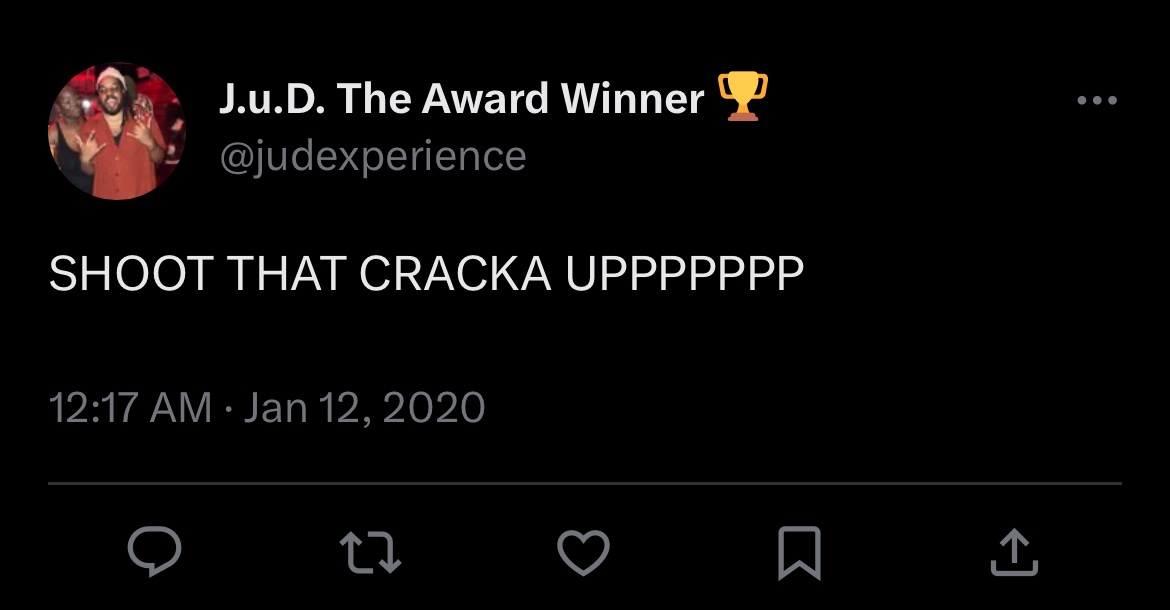 J.u.D. The Award Winner 🏆
@judexperience
SHOOT THAT CRACKA UPPPPPPP
12:17 AM · Jan 12, 2020